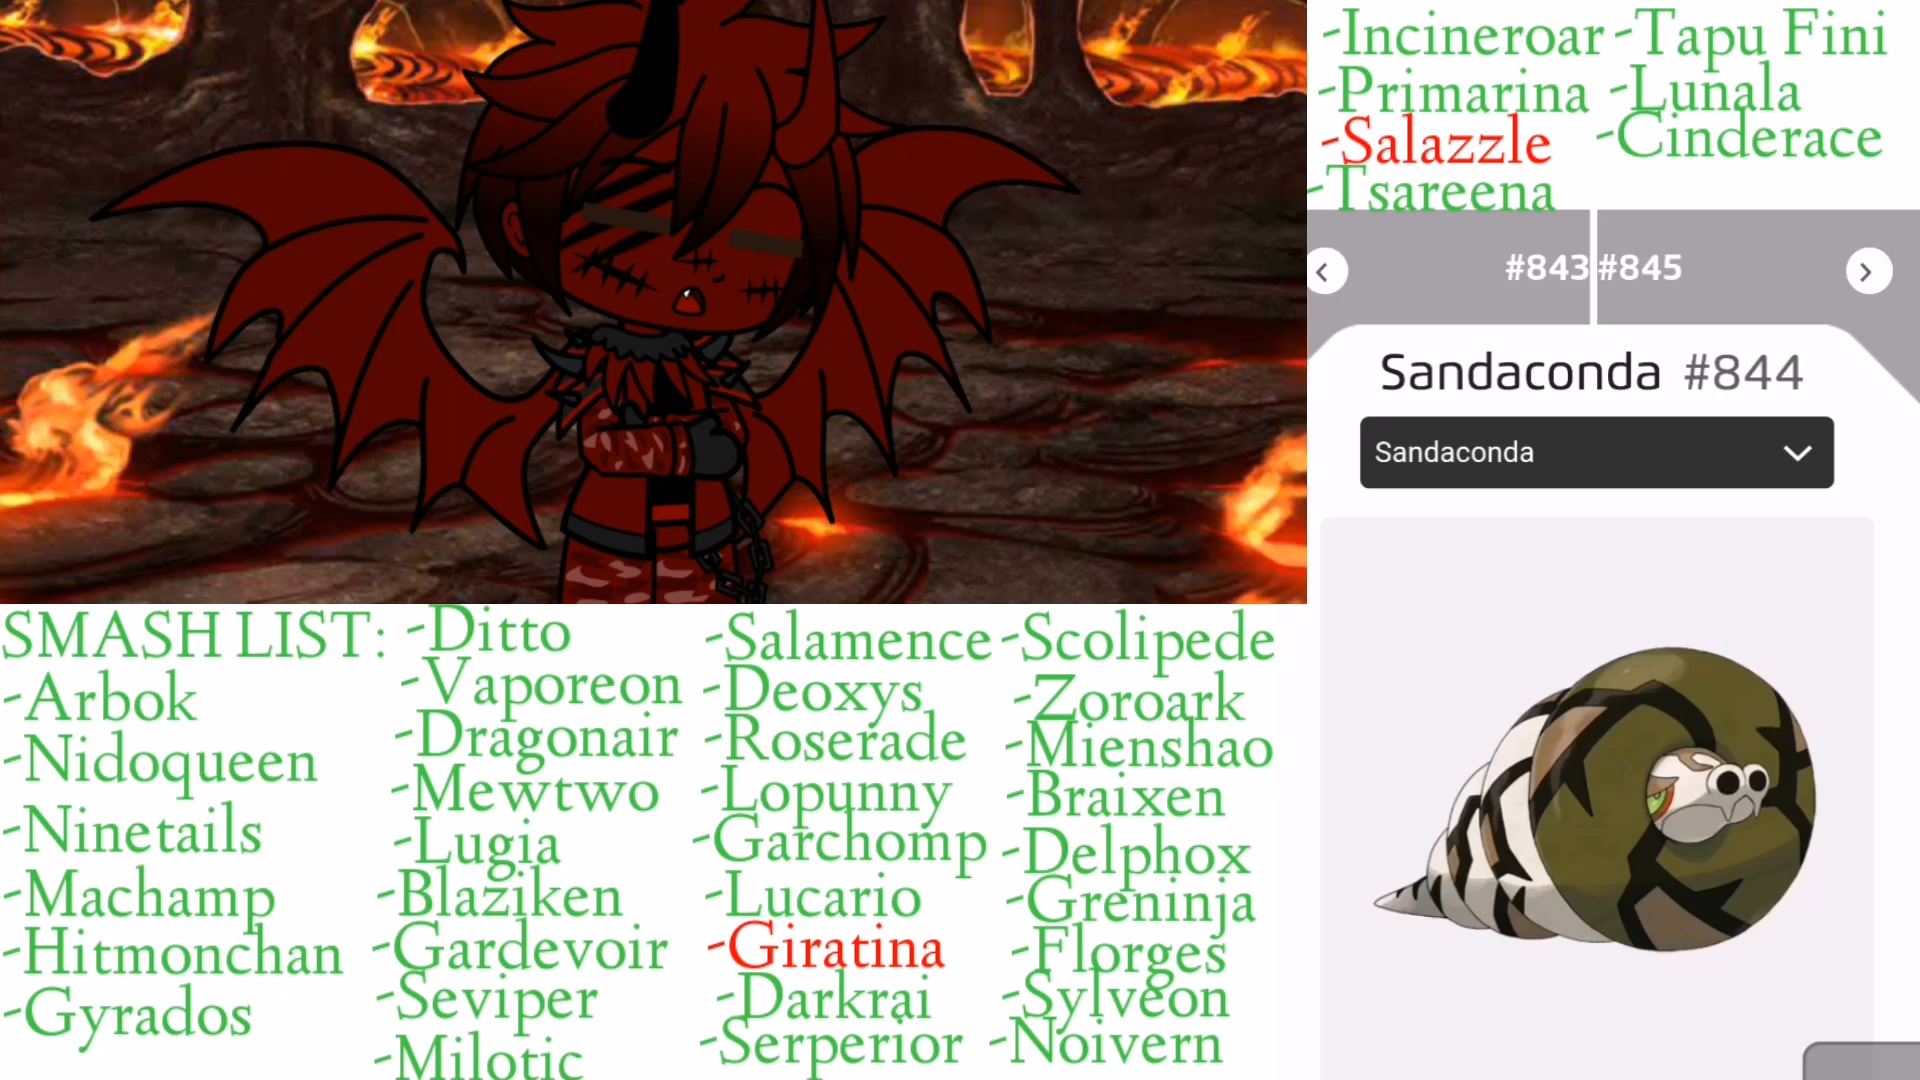 -Incineroar -Tapu Fini
-Primarina -Lunala
-Salazzle -Cinderace
-Tsareena
#843 #845
Sandaconda #844
Sandaconda
SMASH LIST:
-Arbok
-Nidoqueen
-Ninetails
-Machamp
-Hitmonchan
-Gyrados
-Ditto
-Vaporeon
-Dragonair
-Mewtwo
-Lugia
-Blaziken
-Gardevoir
-Seviper
-Milotic
-Salamence
-Deoxys
-Roserade
-Lopunny
-Garchomp
-Lucario
-Giratina
-Darkrai
-Serperior
-Scolipede
-Zoroark
-Mienshao
-Braixen
-Delphox
-Greninja
-Florges
-Sylveon
-Noivern